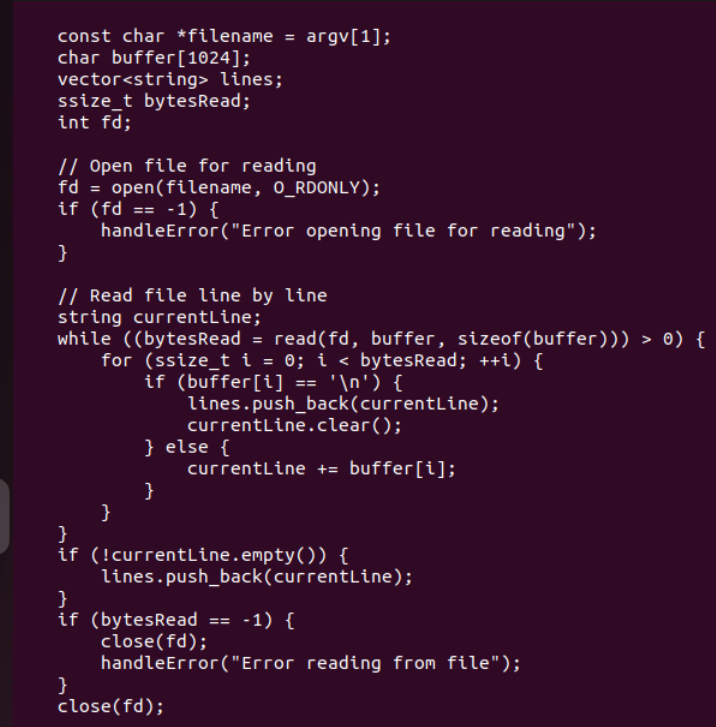 const char *filename = argv[1];
char buffer[1024];
vector<string> lines;
ssize_t bytesRead;
int fd;

// Open file for reading
fd = open(filename, O_RDONLY);
if (fd == -1) {
    handleError("Error opening file for reading");
}

// Read file line by line
string currentLine;
while ((bytesRead = read(fd, buffer, sizeof(buffer))) > 0) {
    for (ssize_t i = 0; i < bytesRead; ++i) {
        if (buffer[i] == '\n') {
            lines.push_back(currentLine);
            currentLine.clear();
        } else {
            currentLine += buffer[i];
        }
    }
}
if (!currentLine.empty()) {
    lines.push_back(currentLine);
}
if (bytesRead == -1) {
    close(fd);
    handleError("Error reading from file");
}
close(fd);